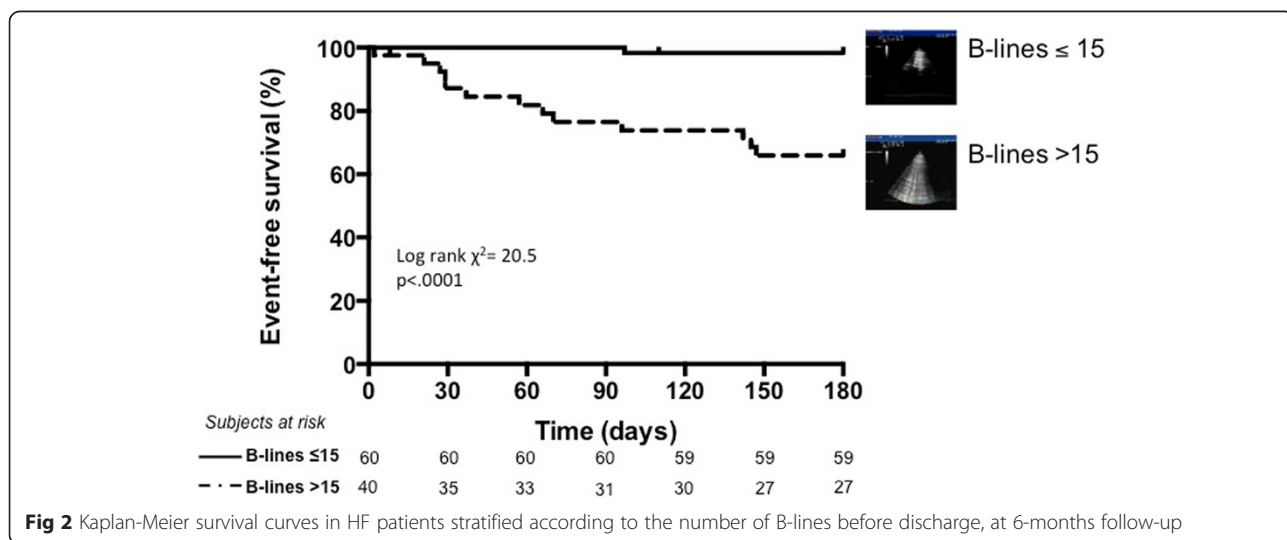 Event-free survival (%)
100
80
60
40
20
0
Log rank χ²= 20.5
p<.0001
B-lines ≤ 15
B-lines >15
0 30 60 90 120 150 180
Time (days)
Subjects at risk
B-lines ≤15 60 60 60 60 59 59 59
B-lines >15 40 35 33 31 30 27 27
Fig 2 Kaplan-Meier survival curves in HF patients stratified according to the number of B-lines before discharge, at 6-months follow-up